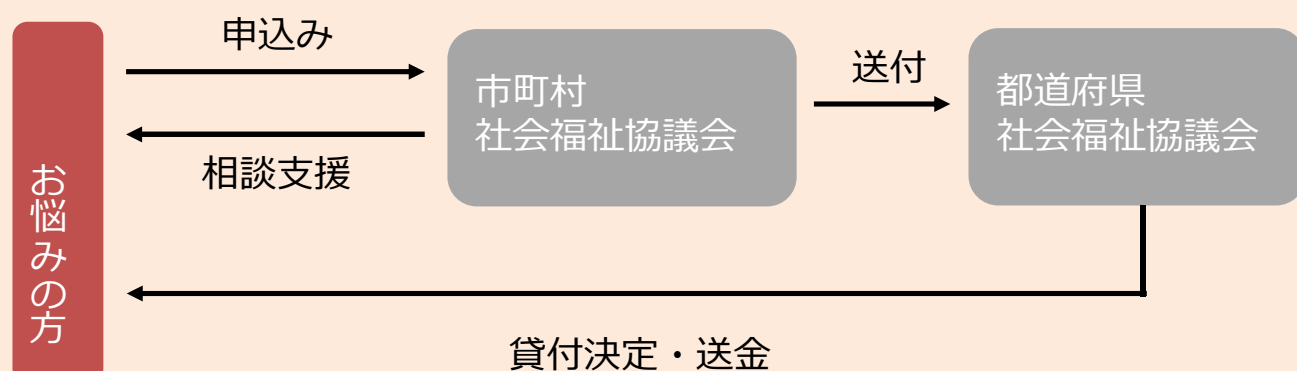 申込み
市町村
社会福祉協議会
送付
都道府県
社会福祉協議会
相談支援
お悩みの方
貸付決定・送金